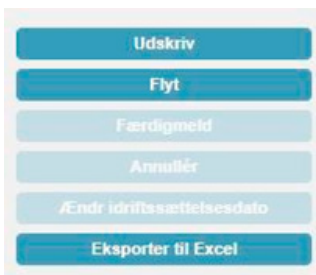 Udskriv
Flyt
Færdigmeld
Annullér
Ændr idriftssættelsesdato
Eksporter til Excel